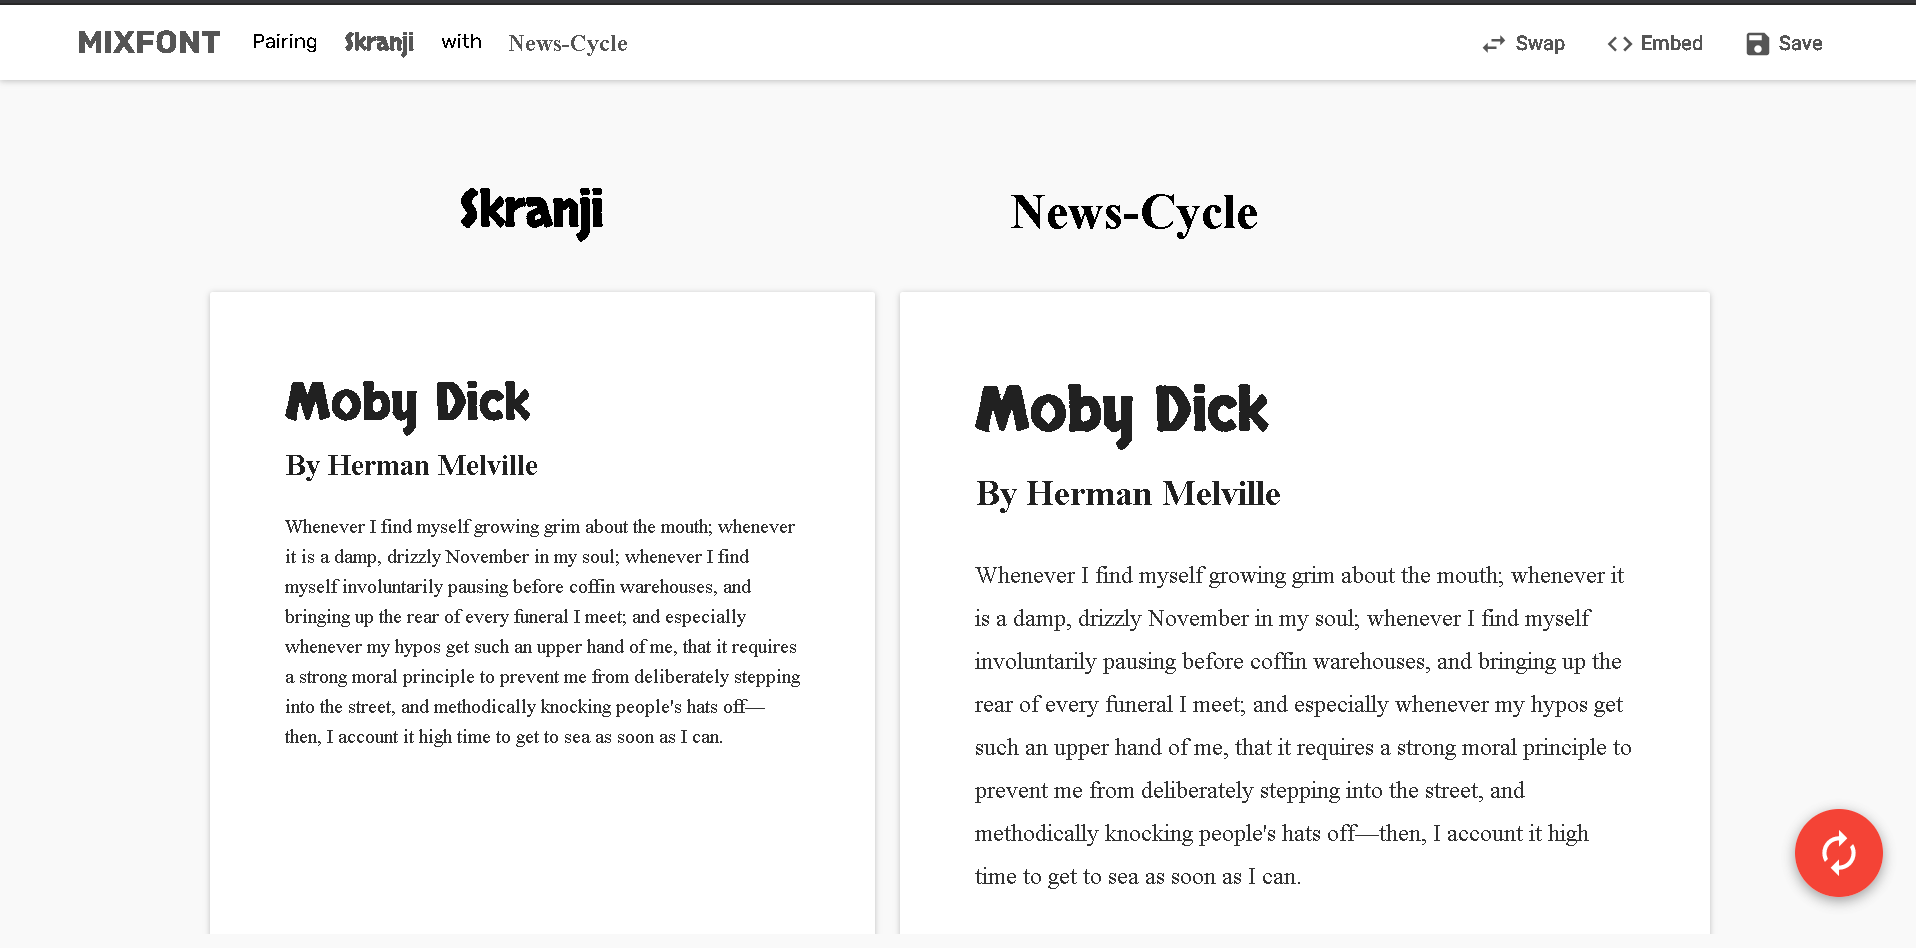 MIXFONT Pairing Skranji with News-Cycle Swap Embed Save
Skranji
News-Cycle
Moby Dick
By Herman Melville
Whenever I find myself growing grim about the mouth; whenever
it is a damp, drizzly November in my soul; whenever I find
myself involuntarily pausing before coffin warehouses, and
bringing up the rear of every funeral I meet; and especially
whenever my hypos get such an upper hand of me, that it requires
a strong moral principle to prevent me from deliberately stepping
into the street, and methodically knocking people's hats off—
then, I account it high time to get to sea as soon as I can.
Moby Dick
By Herman Melville
Whenever I find myself growing grim about the mouth; whenever it
is a damp, drizzly November in my soul; whenever I find myself
involuntarily pausing before coffin warehouses, and bringing up the
rear of every funeral I meet; and especially whenever my hypos get
such an upper hand of me, that it requires a strong moral principle to
prevent me from deliberately stepping into the street, and
methodically knocking people's hats off—then, I account it high
time to get to sea as soon as I can.